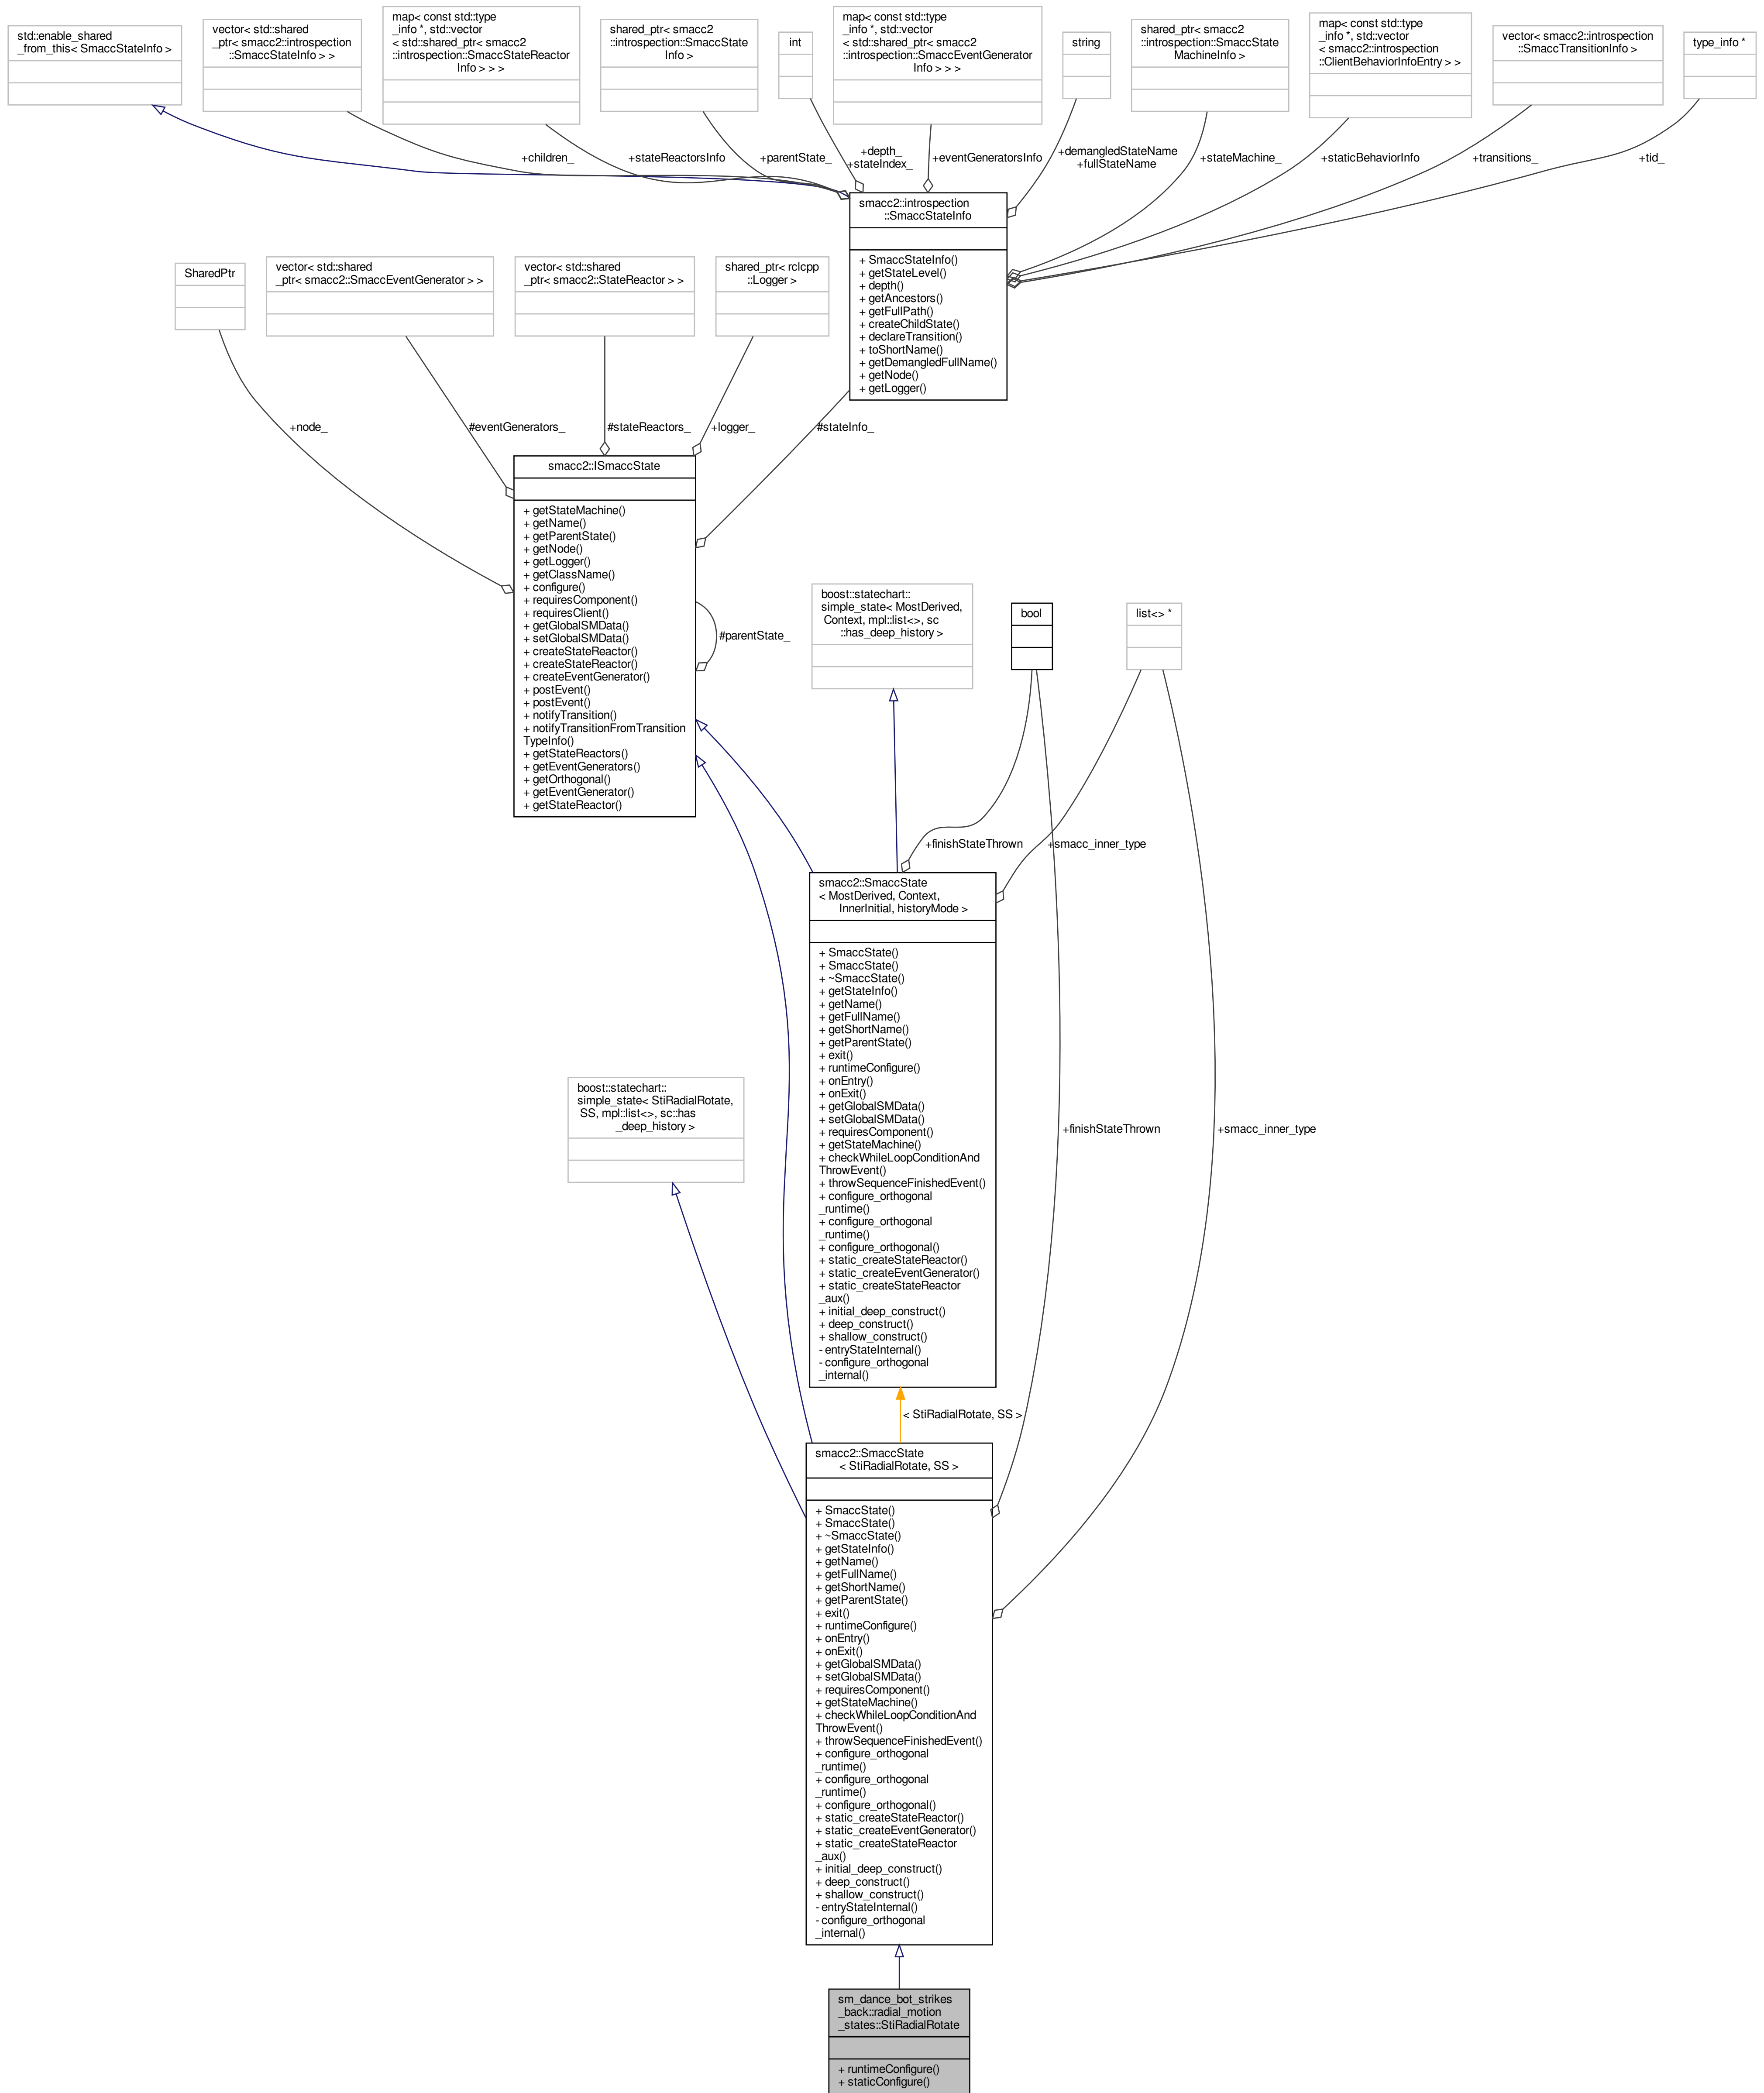 std::enable_shared
_from_this< SmaccStateInfo >
vector< std::shared
_ptr< smacc2::introspection
::SmaccStateInfo > >
map< const std::type
_info *, std::vector
< std::shared_ptr< smacc2
::introspection::SmaccStateReactor
Info > > >
shared_ptr< smacc2
::introspection::SmaccState
Info >
int
map< const std::type
_info *, std::vector
< std::shared_ptr< smacc2
::introspection::SmaccEventGenerator
Info > > >
string
shared_ptr< smacc2
::introspection::SmaccState
MachineInfo >
map< const std::type
_info *, std::vector
< smacc2::introspection
::ClientBehaviorInfoEntry > >
vector< smacc2::introspection
::SmaccTransitionInfo >
type_info *
+children_
+stateReactorsInfo
+parentState_
+depth_
+stateIndex_
+eventGeneratorsInfo
+demangledStateName
+fullStateName
+stateMachine_
+staticBehaviorInfo
+transitions_
+tid_
smacc2::introspection
::SmaccStateInfo
+ SmaccStateInfo()
+ getStateLevel()
+ depth()
+ getAncestors()
+ getFullPath()
+ createChildState()
+ declareTransition()
+ toShortName()
+ getDemangledFullName()
+ getNode()
+ getLogger()
SharedPtr
vector< std::shared
_ptr< smacc2::SmaccEventGenerator > >
vector< std::shared
_ptr< smacc2::StateReactor > >
shared_ptr< rclcpp
::Logger >
+node_
#eventGenerators_
#stateReactors_
+logger_
#stateInfo_
smacc2::ISmaccState
+ getStateMachine()
+ getName()
+ getParentState()
+ getNode()
+ getLogger()
+ getClassName()
+ configure()
+ requiresComponent()
+ requiresClient()
+ getGlobalSMData()
+ setGlobalSMData()
+ createStateReactor()
+ createStateReactor()
+ createEventGenerator()
+ postEvent()
+ postEvent()
+ notifyTransition()
+ notifyTransitionFromTransition
TypeInfo()
+ getStateReactors()
+ getEventGenerators()
+ getOrthogonal()
+ getEventGenerator()
+ getStateReactor()
#parentState_
boost::statechart::
simple_state< MostDerived,
Context, mpl::list<>, sc
::has_deep_history >
bool
list<> *
+finishStateThrown
+smacc_inner_type
smacc2::SmaccState
< MostDerived, Context,
InnerInitial, historyMode >
+ SmaccState()
+ SmaccState()
+ ~SmaccState()
+ getStateInfo()
+ getName()
+ getFullName()
+ getShortName()
+ getParentState()
+ exit()
+ runtimeConfigure()
+ onEntry()
+ onExit()
+ getGlobalSMData()
+ setGlobalSMData()
+ requiresComponent()
+ getStateMachine()
+ checkWhileLoopConditionAnd
ThrowEvent()
+ throwSequenceFinishedEvent()
+ configure_orthogonal
_runtime()
+ configure_orthogonal
_runtime()
+ configure_orthogonal()
+ static_createStateReactor()
+ static_createEventGenerator()
+ static_createStateReactor
_aux()
+ initial_deep_construct()
+ deep_construct()
+ shallow_construct()
- entryStateInternal()
- configure_orthogonal
_internal()
boost::statechart::
simple_state< StiRadialRotate,
SS, mpl::list<>, sc::has
_deep_history >
+finishStateThrown
+smacc_inner_type
< StiRadialRotate, SS >
smacc2::SmaccState
< StiRadialRotate, SS >
+ SmaccState()
+ SmaccState()
+ ~SmaccState()
+ getStateInfo()
+ getName()
+ getFullName()
+ getShortName()
+ getParentState()
+ exit()
+ runtimeConfigure()
+ onEntry()
+ onExit()
+ getGlobalSMData()
+ setGlobalSMData()
+ requiresComponent()
+ getStateMachine()
+ checkWhileLoopConditionAnd
ThrowEvent()
+ throwSequenceFinishedEvent()
+ configure_orthogonal
_runtime()
+ configure_orthogonal
_runtime()
+ configure_orthogonal()
+ static_createStateReactor()
+ static_createEventGenerator()
+ static_createStateReactor
_aux()
+ initial_deep_construct()
+ deep_construct()
+ shallow_construct()
- entryStateInternal()
- configure_orthogonal
_internal()
sm_dance_bot_strikes
_back::radial_motion
_states::StiRadialRotate
+ runtimeConfigure()
+ staticConfigure()